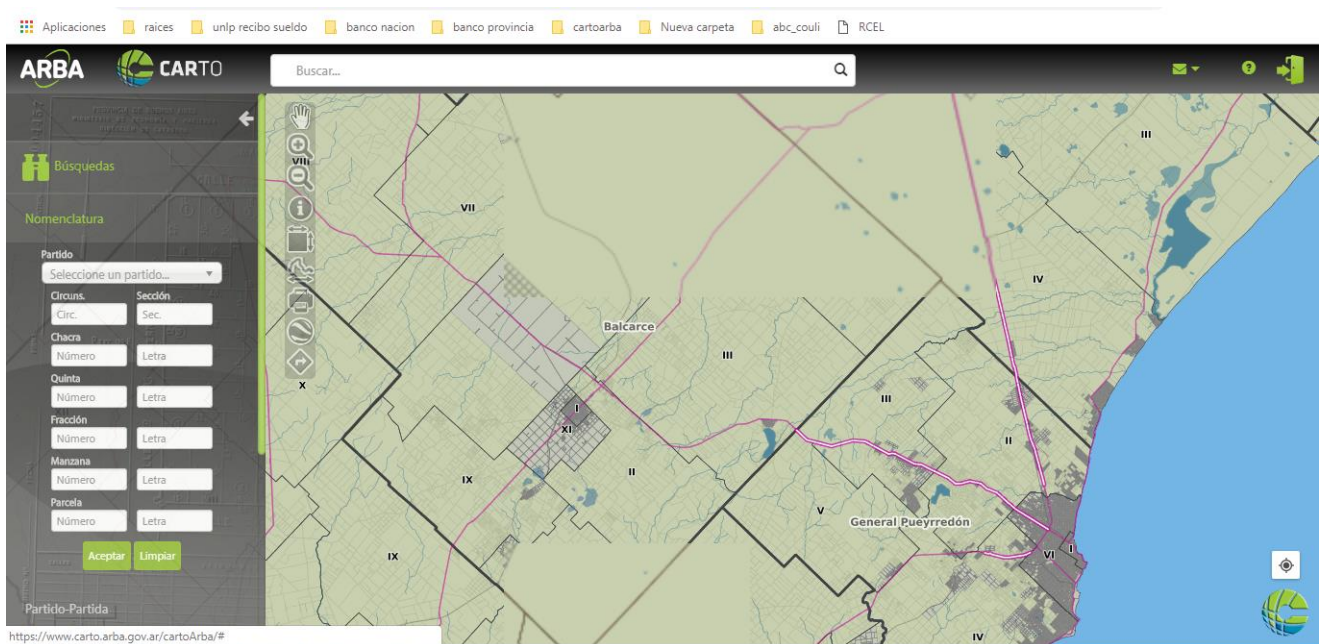 Aplicaciones raices unlp recibo sueldo banco nacion banco provincia cartoarba Nueva carpeta abc_couli RCEL
ARBA CARTO Buscar...
Búsquedas
Nomenclatura
Partido
Seleccione un partido...
Circuns. Sección
Circ. Sec.
Chacra
Número Letra
Quinta
Número Letra
Fracción
Número Letra
Manzana
Número Letra
Parcela
Número Letra
Aceptar Limpiar
Partido-Partida
https://www.carto.arba.gov.ar/cartoArba/#
III
VIII
VII
IV
Balcarce
III
X
III
I
XI
II
II
IX
V
General Pueyrredón
IX
VI I
IV